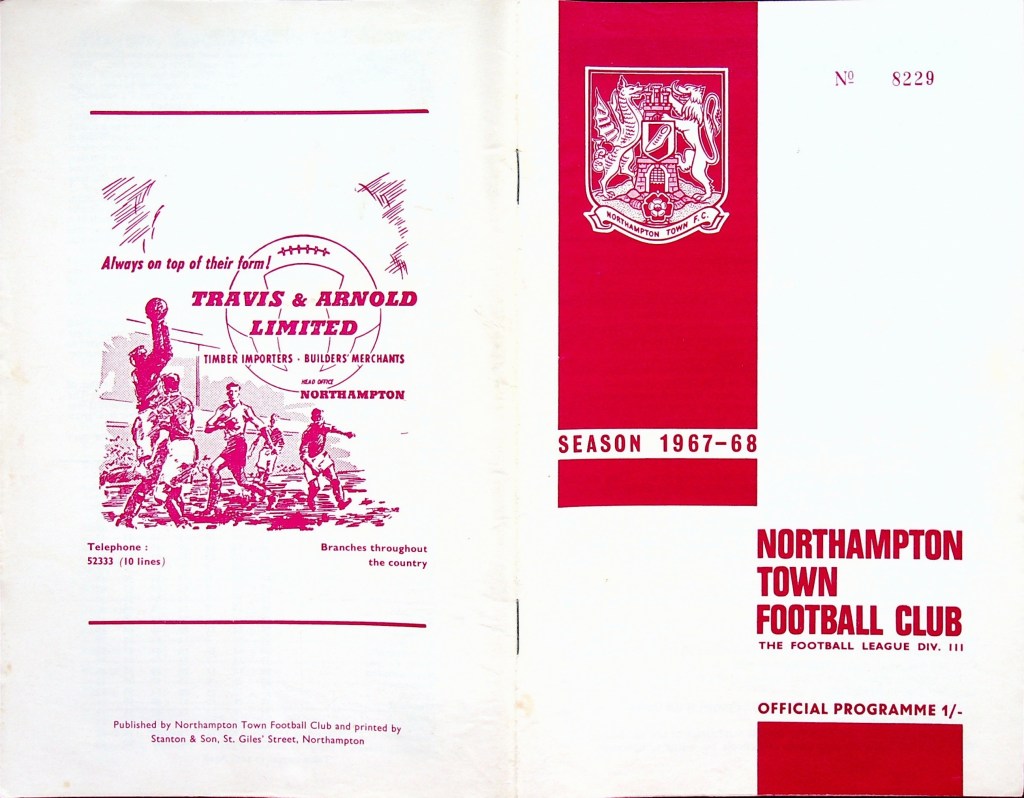 Always on top of their form!
TRAVIS & ARNOLD
LIMITED
TIMBER IMPORTERS - BUILDERS' MERCHANTS
HEAD OFFICE
NORTHAMPTON
Telephone :
52333 (10 lines)
Branches throughout
the country
Published by Northampton Town Football Club and printed by
Stanton & Son, St. Giles' Street, Northampton
Nº 8229
NORTHAMPTON TOWN F.C.
SEASON 1967-68
NORTHAMPTON
TOWN
FOOTBALL CLUB
THE FOOTBALL LEAGUE DIV. III
OFFICIAL PROGRAMME 1/-